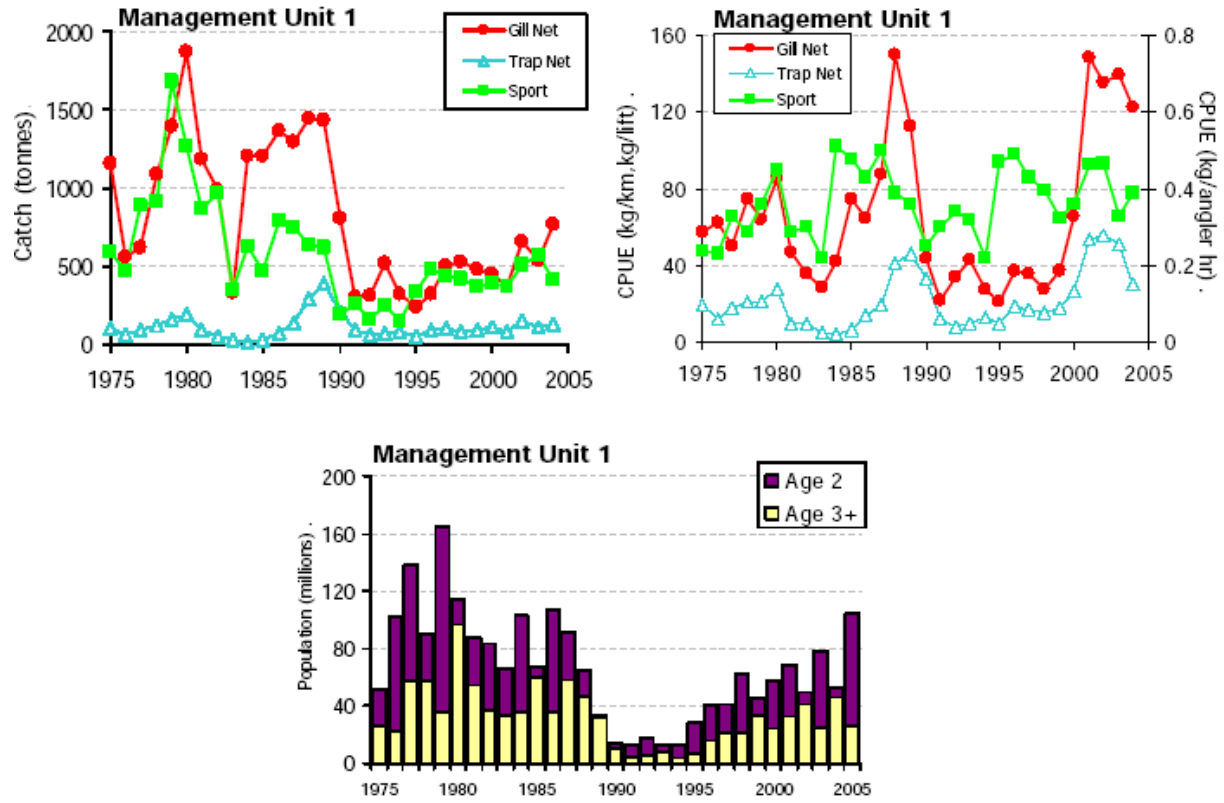 Management Unit 1
Gill Net
Trap Net
Sport
Catch (tonnes).
2000
1500
1000
500
0
1975 1980 1985 1990 1995 2000 2005
Management Unit 1
Gill Net
Trap Net
Sport
CPUE (kg/km,kg/lift) .
160
120
80
40
0
0.8
0.6
0.4
0.2
0
CPUE (kg/angler hr) .
1975 1980 1985 1990 1995 2000 2005
Management Unit 1
Age 2
Age 3+
Population (millions) .
200
160
120
80
40
0
1975 1980 1985 1990 1995 2000 2005